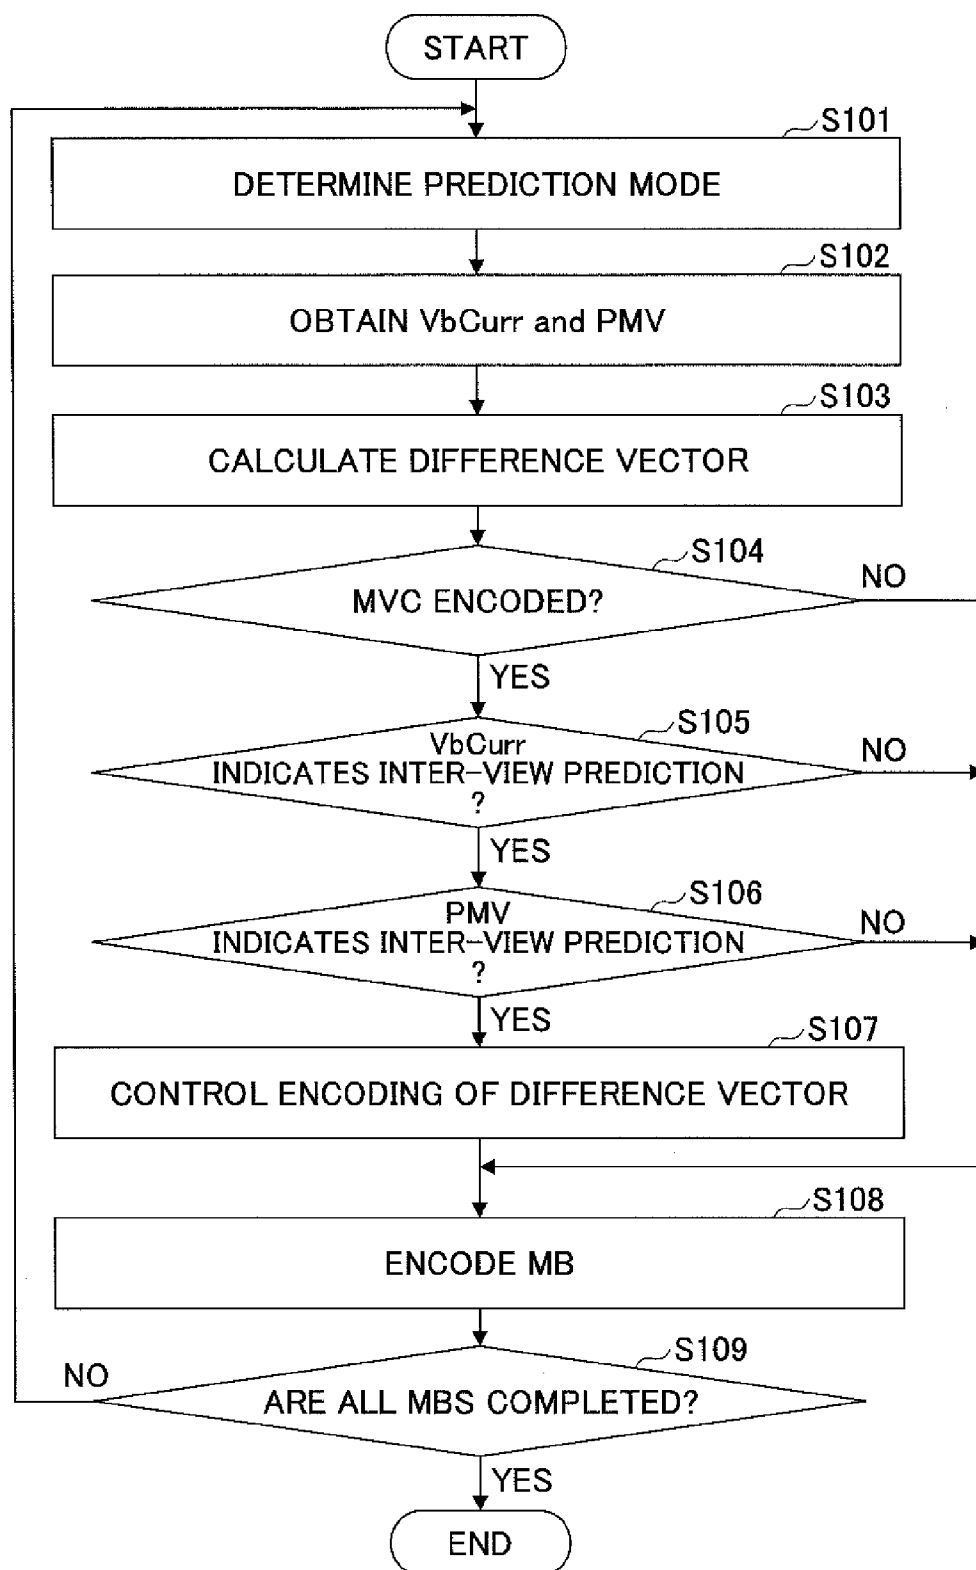 START
S101
DETERMINE PREDICTION MODE
S102
OBTAIN VbCurr and PMV
S103
CALCULATE DIFFERENCE VECTOR
S104
MVC ENCODED?
NO
YES
S105
VbCurr
INDICATES INTER-VIEW PREDICTION
?
NO
YES
S106
PMV
INDICATES INTER-VIEW PREDICTION
?
NO
YES
S107
CONTROL ENCODING OF DIFFERENCE VECTOR
S108
ENCODE MB
S109
NO
ARE ALL MBS COMPLETED?
YES
END